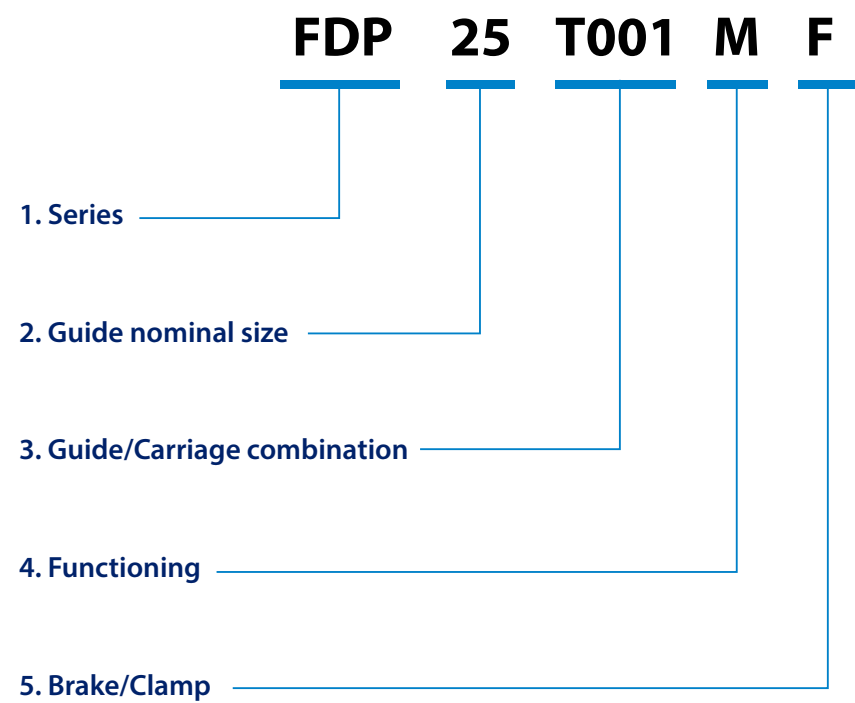 FDP 25 T001 M F
1. Series
2. Guide nominal size
3. Guide/Carriage combination
4. Functioning
5. Brake/Clamp